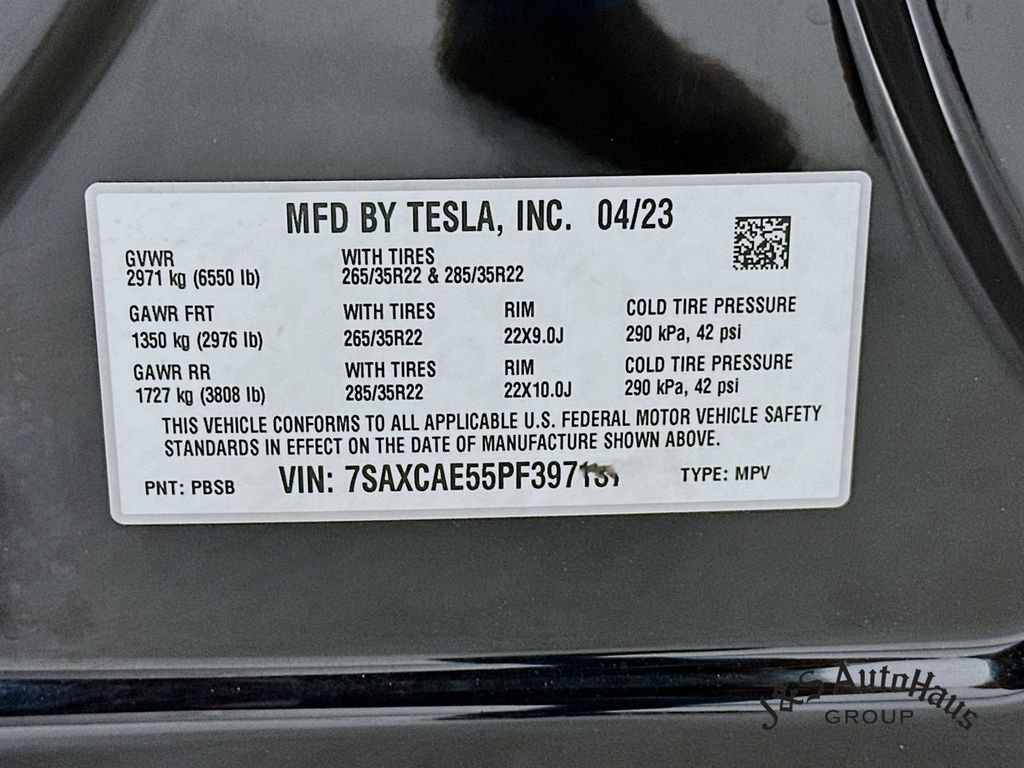 MFD BY TESLA, INC. 04/23
GVWR
2971 kg (6550 lb)
WITH TIRES
265/35R22 & 285/35R22
GAWR FRT
1350 kg (2976 lb)
WITH TIRES
265/35R22
RIM
22X9.0J
COLD TIRE PRESSURE
290 kPa, 42 psi
GAWR RR
1727 kg (3808 lb)
WITH TIRES
285/35R22
RIM
22X10.0J
COLD TIRE PRESSURE
290 kPa, 42 psi
THIS VEHICLE CONFORMS TO ALL APPLICABLE U.S. FEDERAL MOTOR VEHICLE SAFETY
STANDARDS IN EFFECT ON THE DATE OF MANUFACTURE SHOWN ABOVE.
PNT: PBSB
VIN:
TYPE: MPV
J&S AutoHaus
GROUP